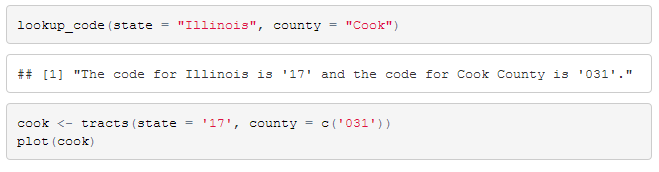 lookup_code(state = "Illinois", county = "Cook")
## [1] "The code for Illinois is '17' and the code for Cook County is '031'."
cook <- tracts(state = '17', county = c('031'))
plot(cook)